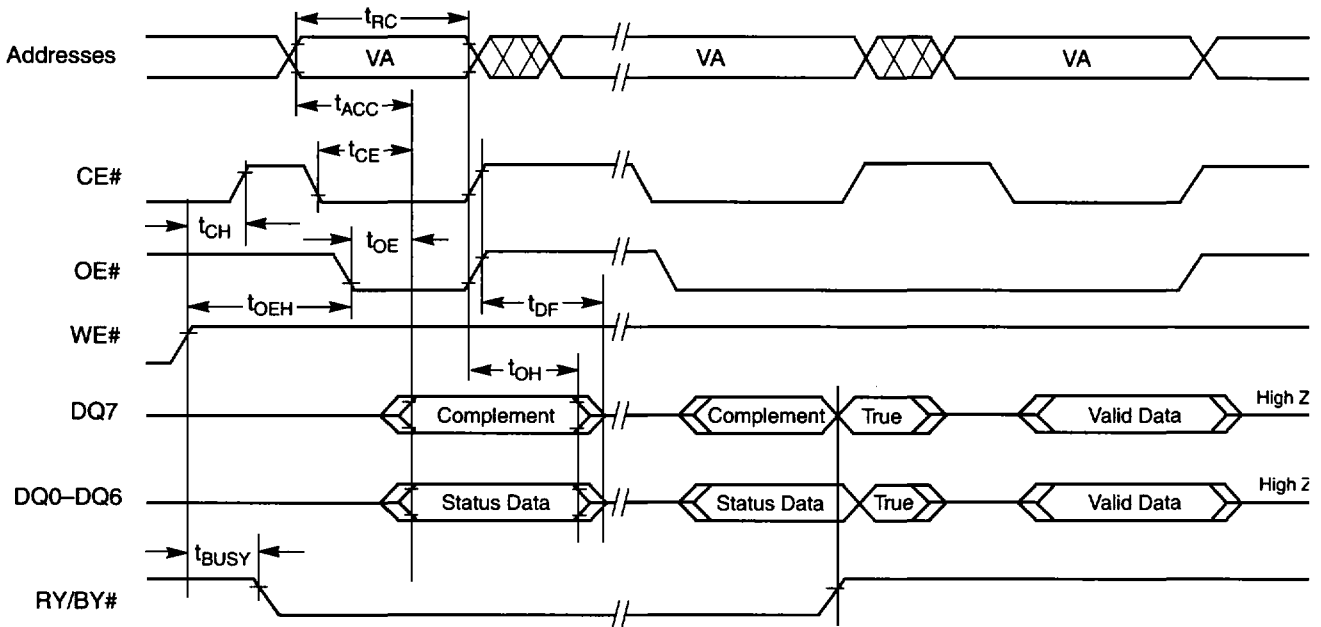 tRC
Addresses VA VA VA
tACC
tCE
CE#
tCH
tOE
OE#
tOEH
tDF
WE#
tOH
DQ7 Complement Complement True Valid Data High Z
DQ0–DQ6 Status Data Status Data True Valid Data High Z
tBUSY
RY/BY#